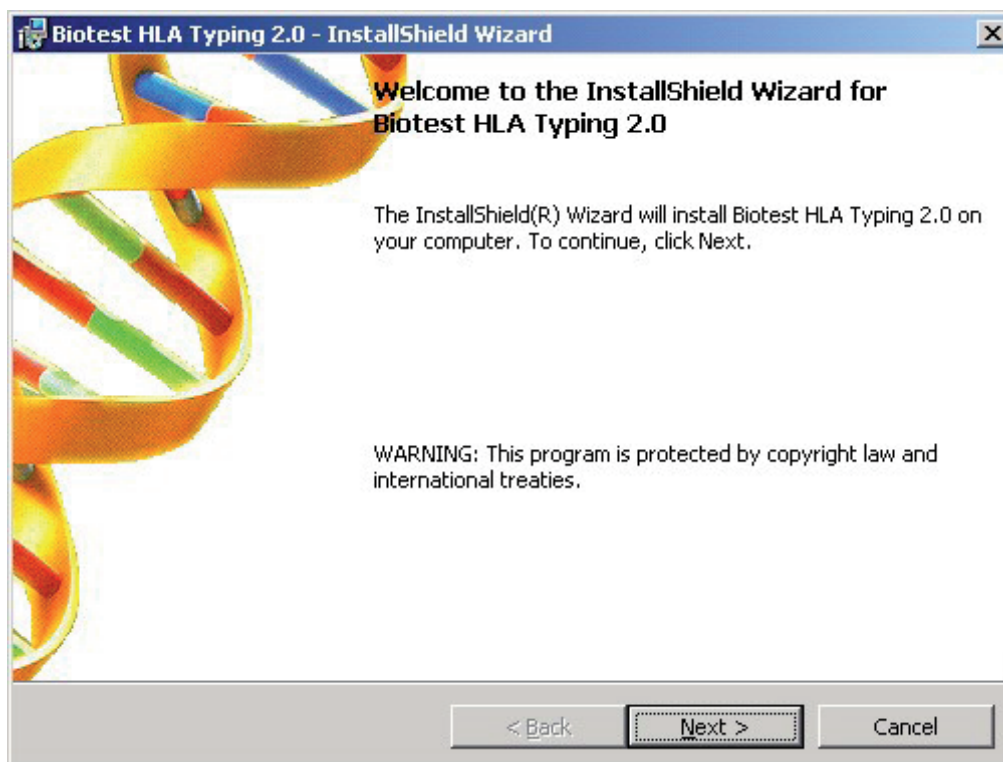 Biotest HLA Typing 2.0 - InstallShield Wizard
Welcome to the InstallShield Wizard for
Biotest HLA Typing 2.0
The InstallShield(R) Wizard will install Biotest HLA Typing 2.0 on
your computer. To continue, click Next.
WARNING: This program is protected by copyright law and
international treaties.
< Back
Next >
Cancel